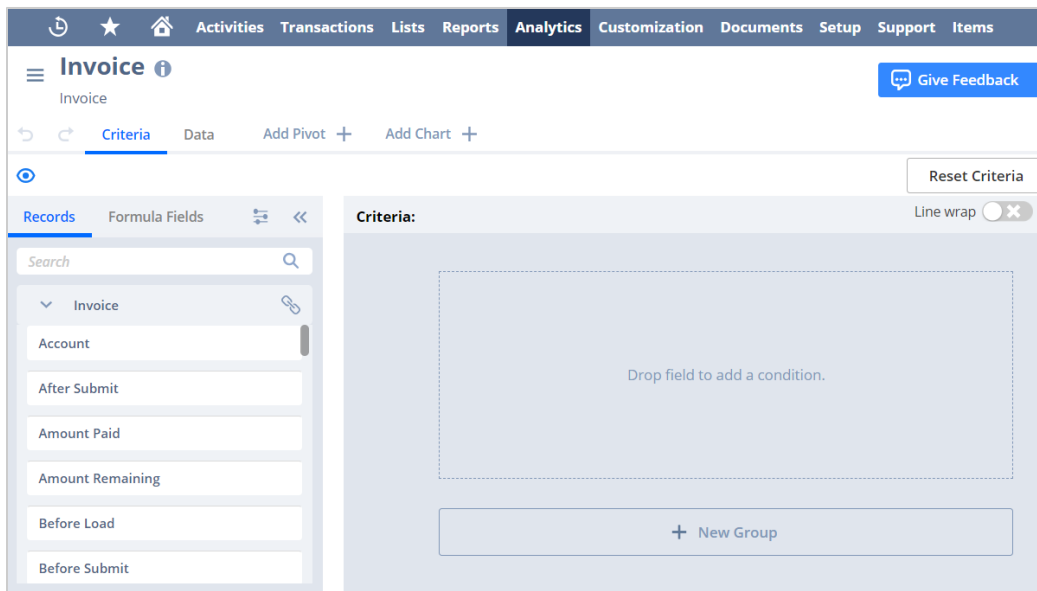 Activities Transactions Lists Reports Analytics Customization Documents Setup Support Items
Invoice
Give Feedback
Invoice
Criteria Data Add Pivot Add Chart
Reset Criteria
Records Formula Fields
Criteria:
Line wrap
Search
Invoice
Account
After Submit
Amount Paid
Amount Remaining
Before Load
Before Submit
Drop field to add a condition.
New Group